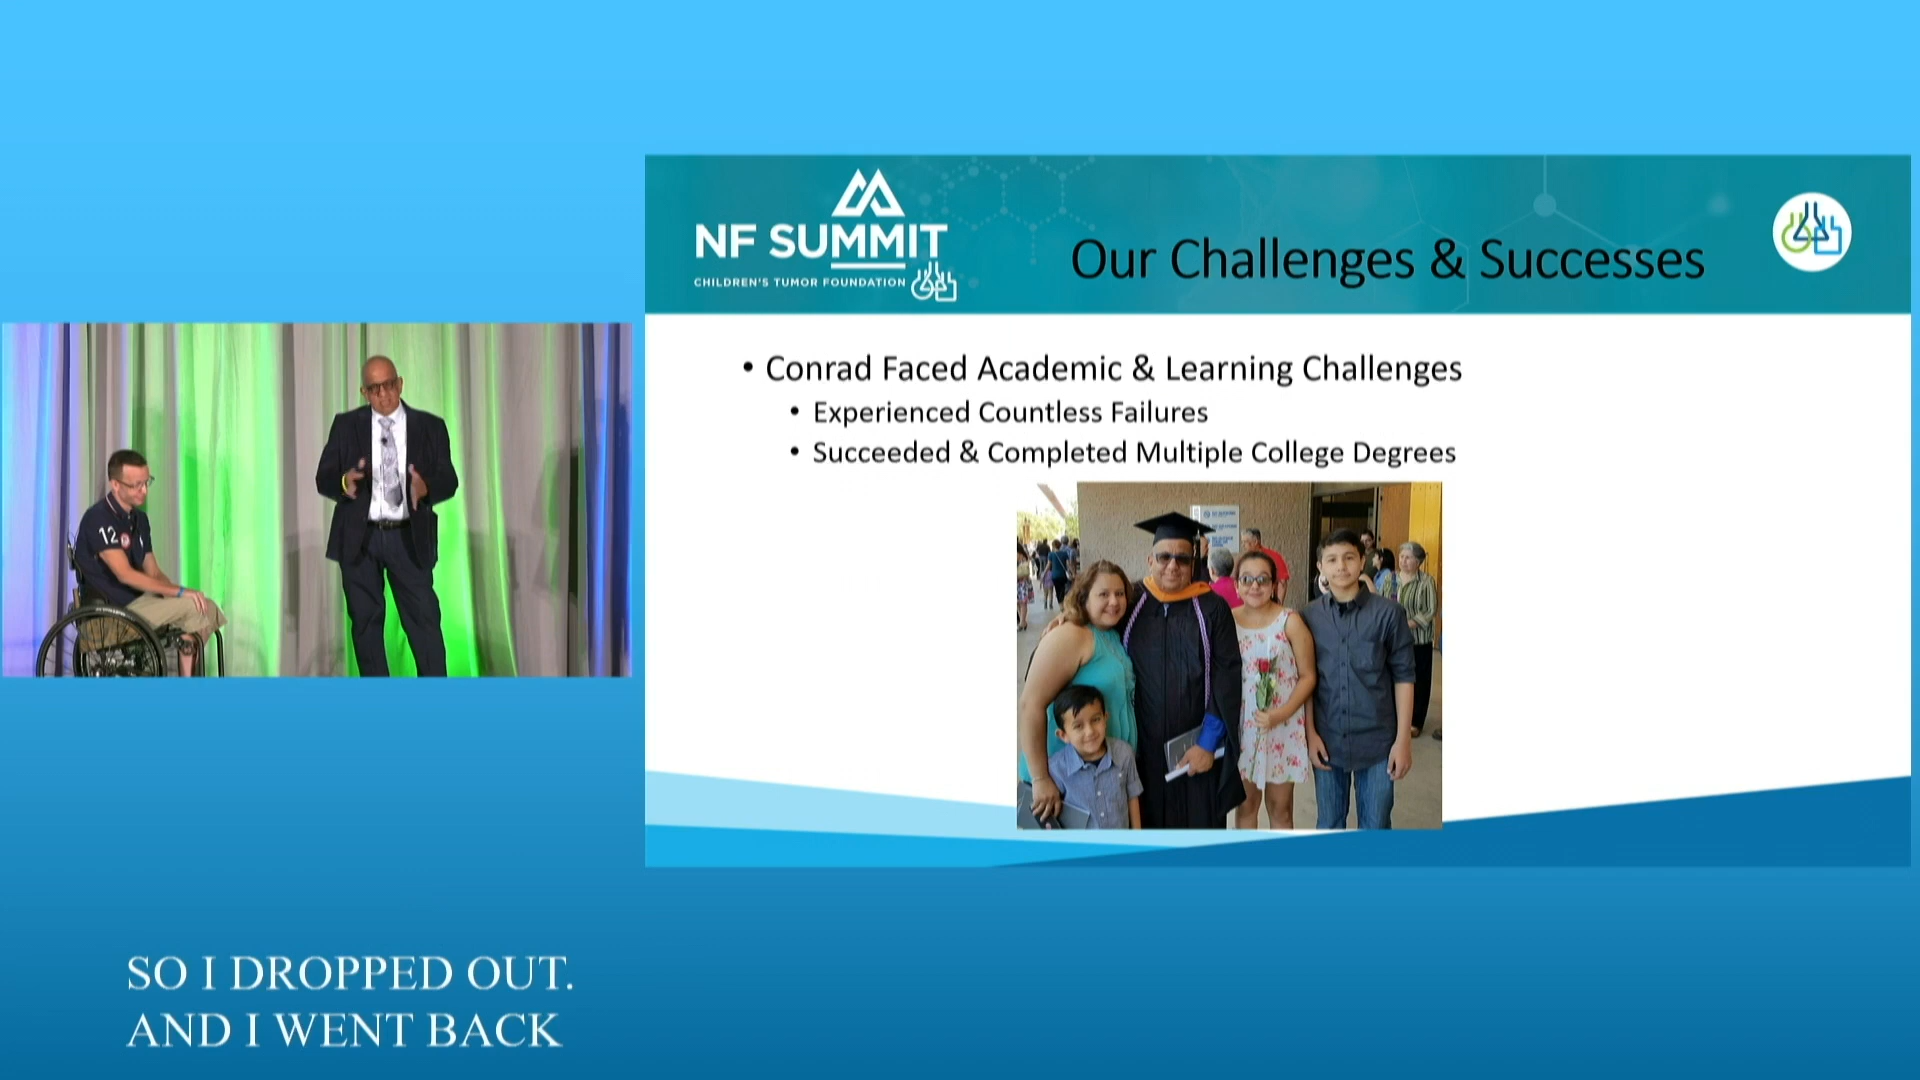 NF SUMMIT
CHILDREN'S TUMOR FOUNDATION
Our Challenges & Successes
• Conrad Faced Academic & Learning Challenges
• Experienced Countless Failures
• Succeeded & Completed Multiple College Degrees
12
SO I DROPPED OUT.
AND I WENT BACK